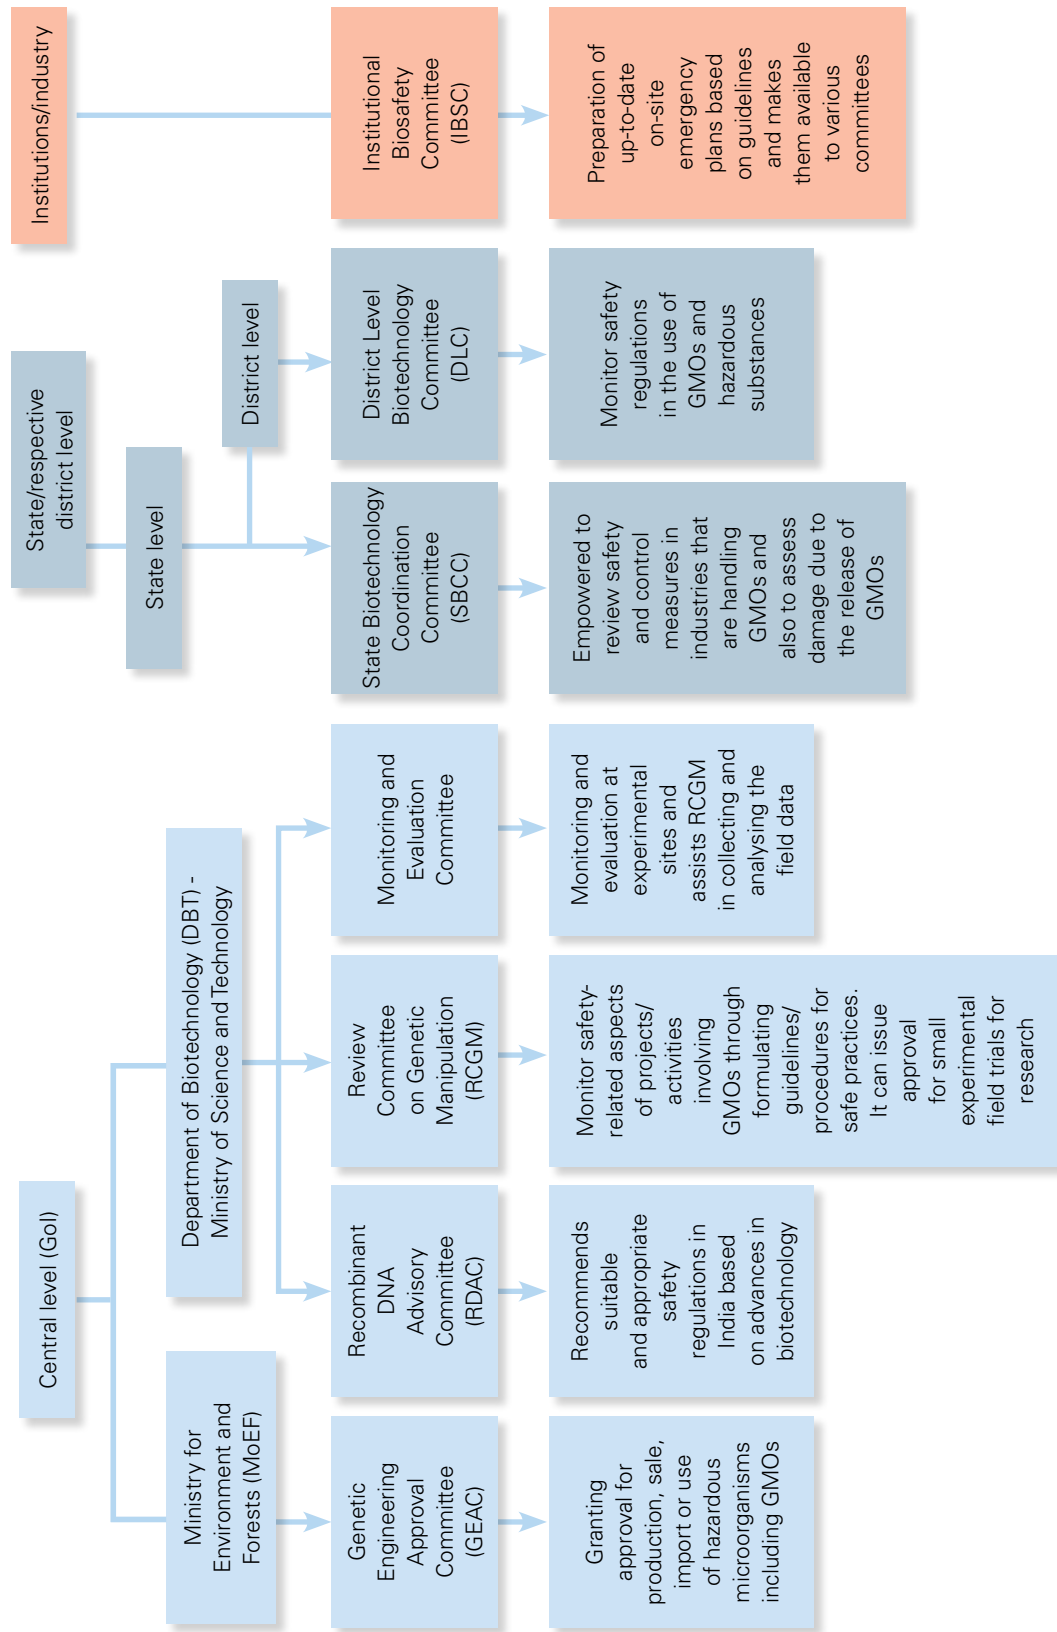 Central level (GoI)
Ministry for
Environment and
Forests (MoEF)
Department of Biotechnology (DBT) -
Ministry of Science and Technology
Genetic
Engineering
Approval
Committee
(GEAC)
Recombinant
DNA
Advisory
Committee
(RDAC)
Review
Committee
on Genetic
Manipulation
(RCGM)
Monitoring and
Evaluation
Committee
Granting
approval for
production, sale,
import or use
of hazardous
microorganisms
including GMOs
Recommends
suitable
and appropriate
safety
regulations in
India based
on advances in
biotechnology
Monitor safety-
related aspects
of projects/
activities
involving
GMOs through
formulating
guidelines/
procedures for
safe practices.
It can issue
approval
for small
experimental
field trials for
research
Monitoring and
evaluation at
experimental
sites and
assists RCGM
in collecting and
analysing the
field data
State/respective
district level
State level
District level
State Biotechnology
Coordination
Committee
(SBCC)
District Level
Biotechnology
Committee
(DLC)
Empowered to
review safety
and control
measures in
industries that
are handling
GMOs and
also to assess
damage due to
the release of
GMOs
Monitor safety
regulations
in the use of
GMOs and
hazardous
substances
Institutions/industry
Institutional
Biosafety
Committee
(IBSC)
Preparation of
up-to-date
on-site
emergency
plans based
on guidelines
and makes
them available
to various
committees